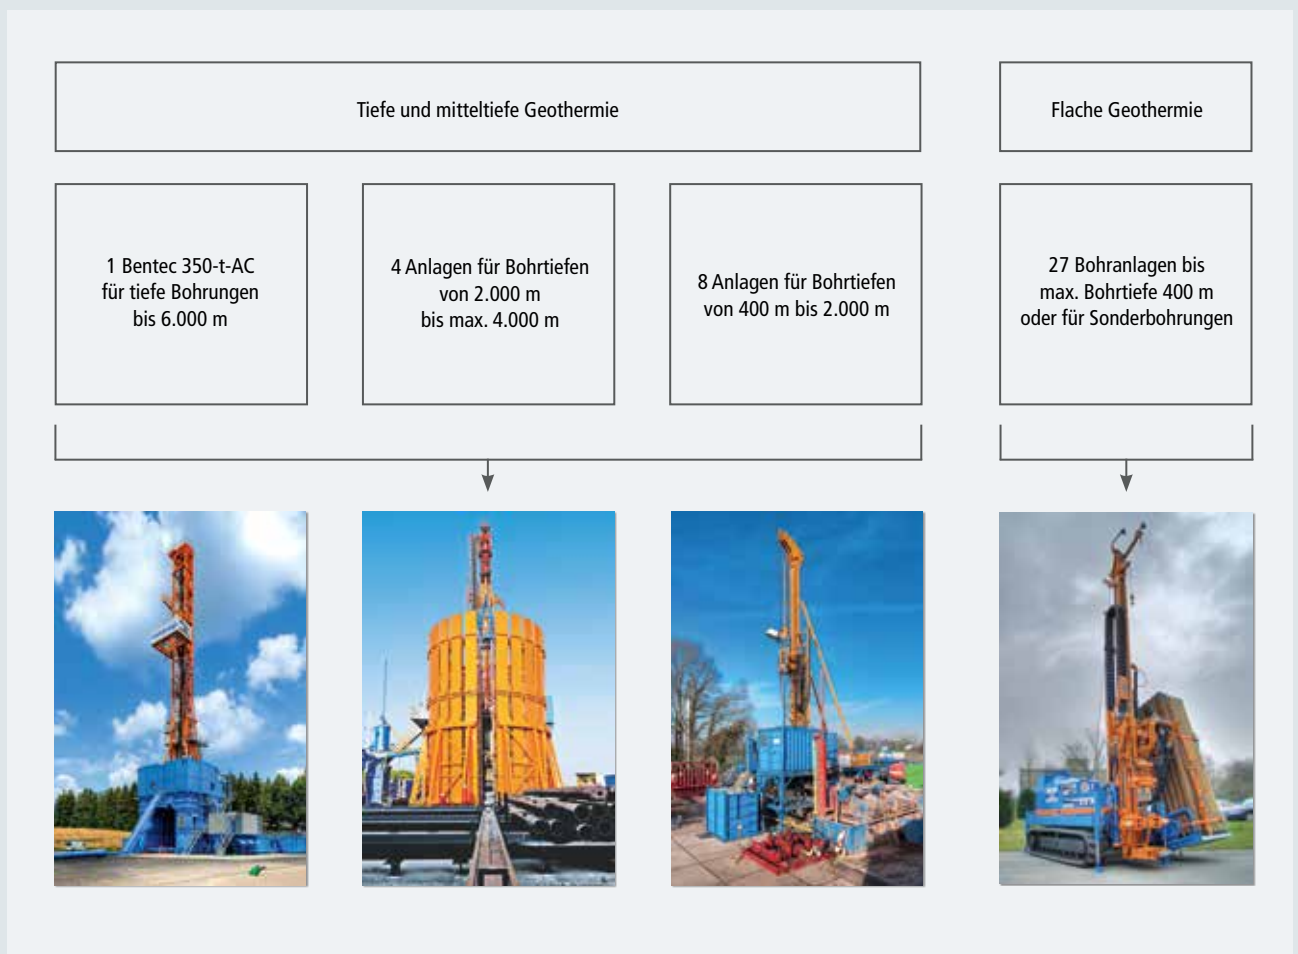 Tiefe und mitteltiefe Geothermie
Flache Geothermie
1 Bentec 350-t-AC
für tiefe Bohrungen
bis 6.000 m
4 Anlagen für Bohrtiefen
von 2.000 m
bis max. 4.000 m
8 Anlagen für Bohrtiefen
von 400 m bis 2.000 m
27 Bohranlagen bis
max. Bohrtiefe 400 m
oder für Sonderbohrungen